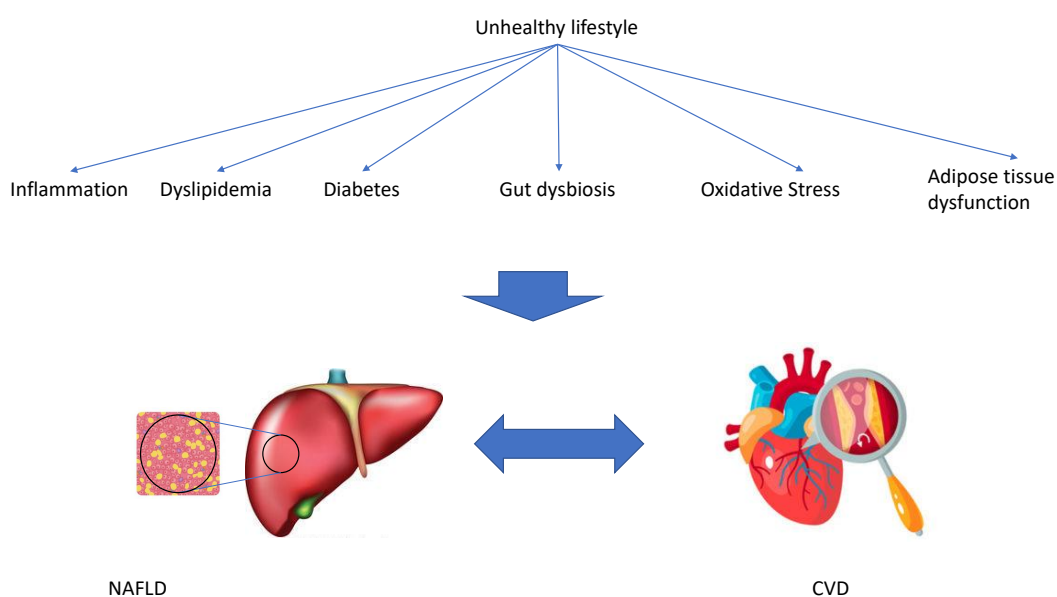 Unhealthy lifestyle
Inflammation
Dyslipidemia
Diabetes
Gut dysbiosis
Oxidative Stress
Adipose tissue
dysfunction
NAFLD
CVD